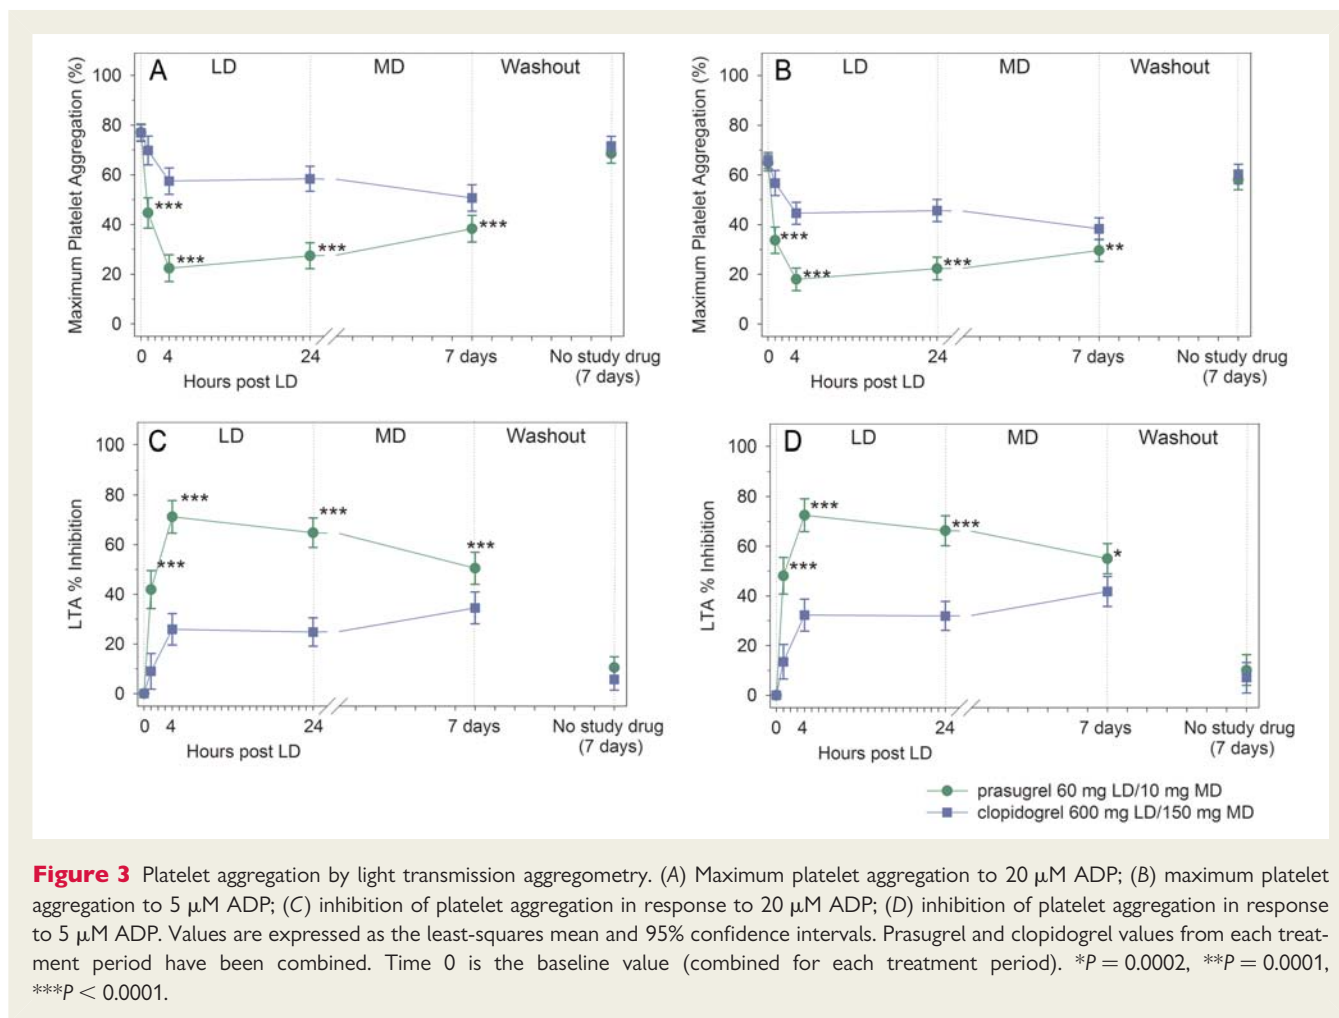 A LD MD Washout
Maximum Platelet Aggregation (%)
100
80
60
40
20
0
***
***
***
***
0 4 24 7 days No study drug
(7 days)
Hours post LD
B LD MD Washout
Maximum Platelet Aggregation (%)
100
80
60
40
20
0
***
***
***
**
0 4 24 7 days No study drug
(7 days)
Hours post LD
C LD MD Washout
LTA % Inhibition
100
80
60
40
20
0
***
***
***
***
0 4 24 7 days No study drug
(7 days)
Hours post LD
D LD MD Washout
LTA % Inhibition
100
80
60
40
20
0
***
***
***
*
0 4 24 7 days No study drug
(7 days)
Hours post LD
prasugrel 60 mg LD/10 mg MD
clopidogrel 600 mg LD/150 mg MD
Figure 3 Platelet aggregation by light transmission aggregometry. (A) Maximum platelet aggregation to 20 μM ADP; (B) maximum platelet
aggregation to 5 μM ADP; (C) inhibition of platelet aggregation in response to 20 μM ADP; (D) inhibition of platelet aggregation in response
to 5 μM ADP. Values are expressed as the least-squares mean and 95% confidence intervals. Prasugrel and clopidogrel values from each treat-
ment period have been combined. Time 0 is the baseline value (combined for each treatment period). *P = 0.0002, **P = 0.0001,
***P < 0.0001.